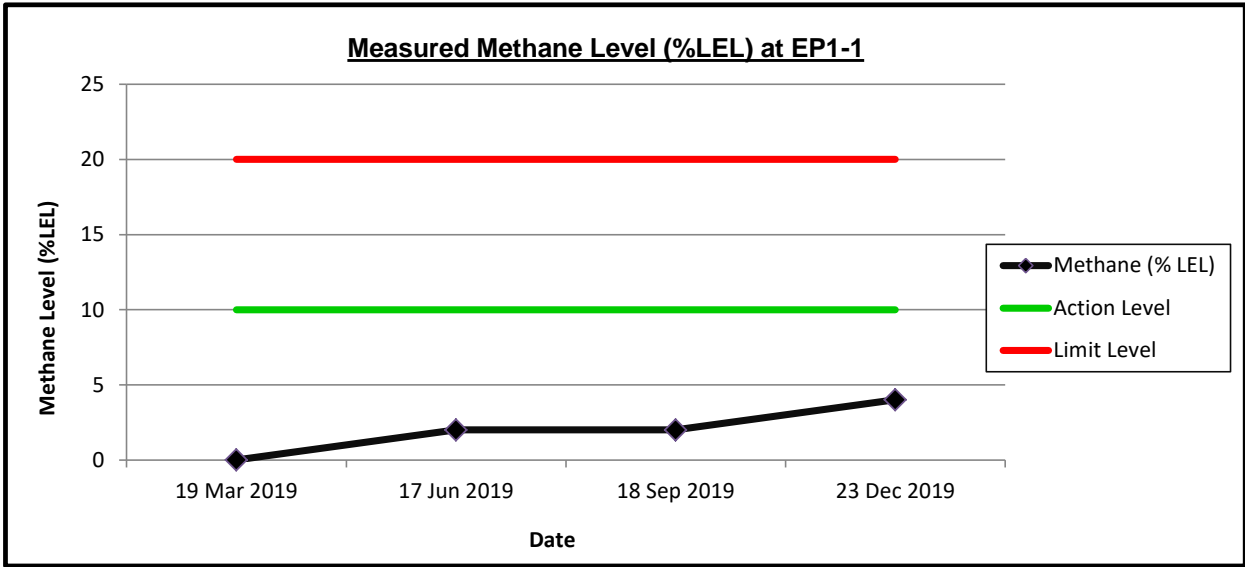 Measured Methane Level (%LEL) at EP1-1
25
20
15
10
5
0
Methane Level (%LEL)
19 Mar 2019
17 Jun 2019
18 Sep 2019
23 Dec 2019
Date
Methane (% LEL)
Action Level
Limit Level